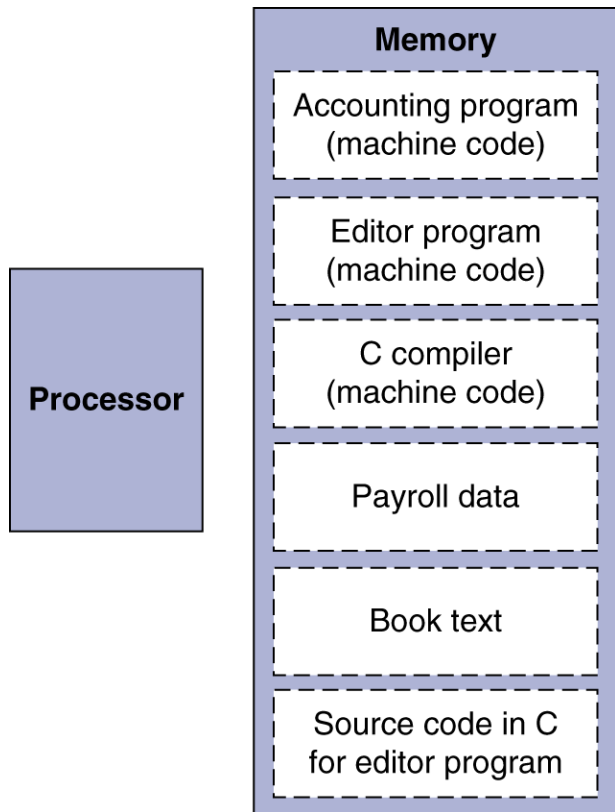 Memory
Accounting program
(machine code)
Editor program
(machine code)
C compiler
(machine code)
Processor
Payroll data
Book text
Source code in C
for editor program